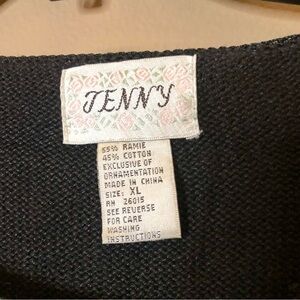 JENNY
55% RAMIE
45% COTTON
EXCLUSIVE OF
ORNAMENTATION
MADE IN CHINA
SIZE: XL
RN 26015
SEE REVERSE
FOR CARE
WASHING
INSTRUCTIONS